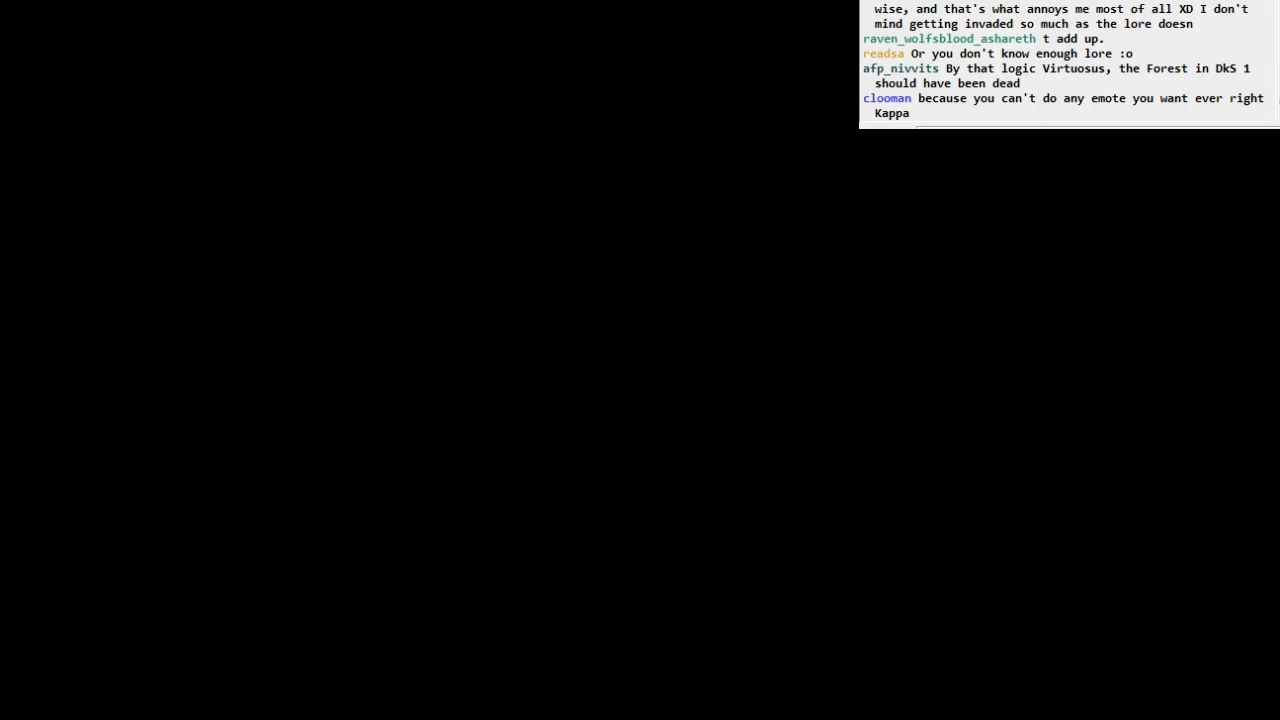 wise, and that's what annoys me most of all XD I don't
mind getting invaded so much as the lore doesn
raven_wolfsblood_ashareth t add up.
readsa Or you don't know enough lore :o
afp_nivvits By that logic Virtuosus, the Forest in DkS 1
should have been dead
clooman because you can't do any emote you want ever right
Kappa